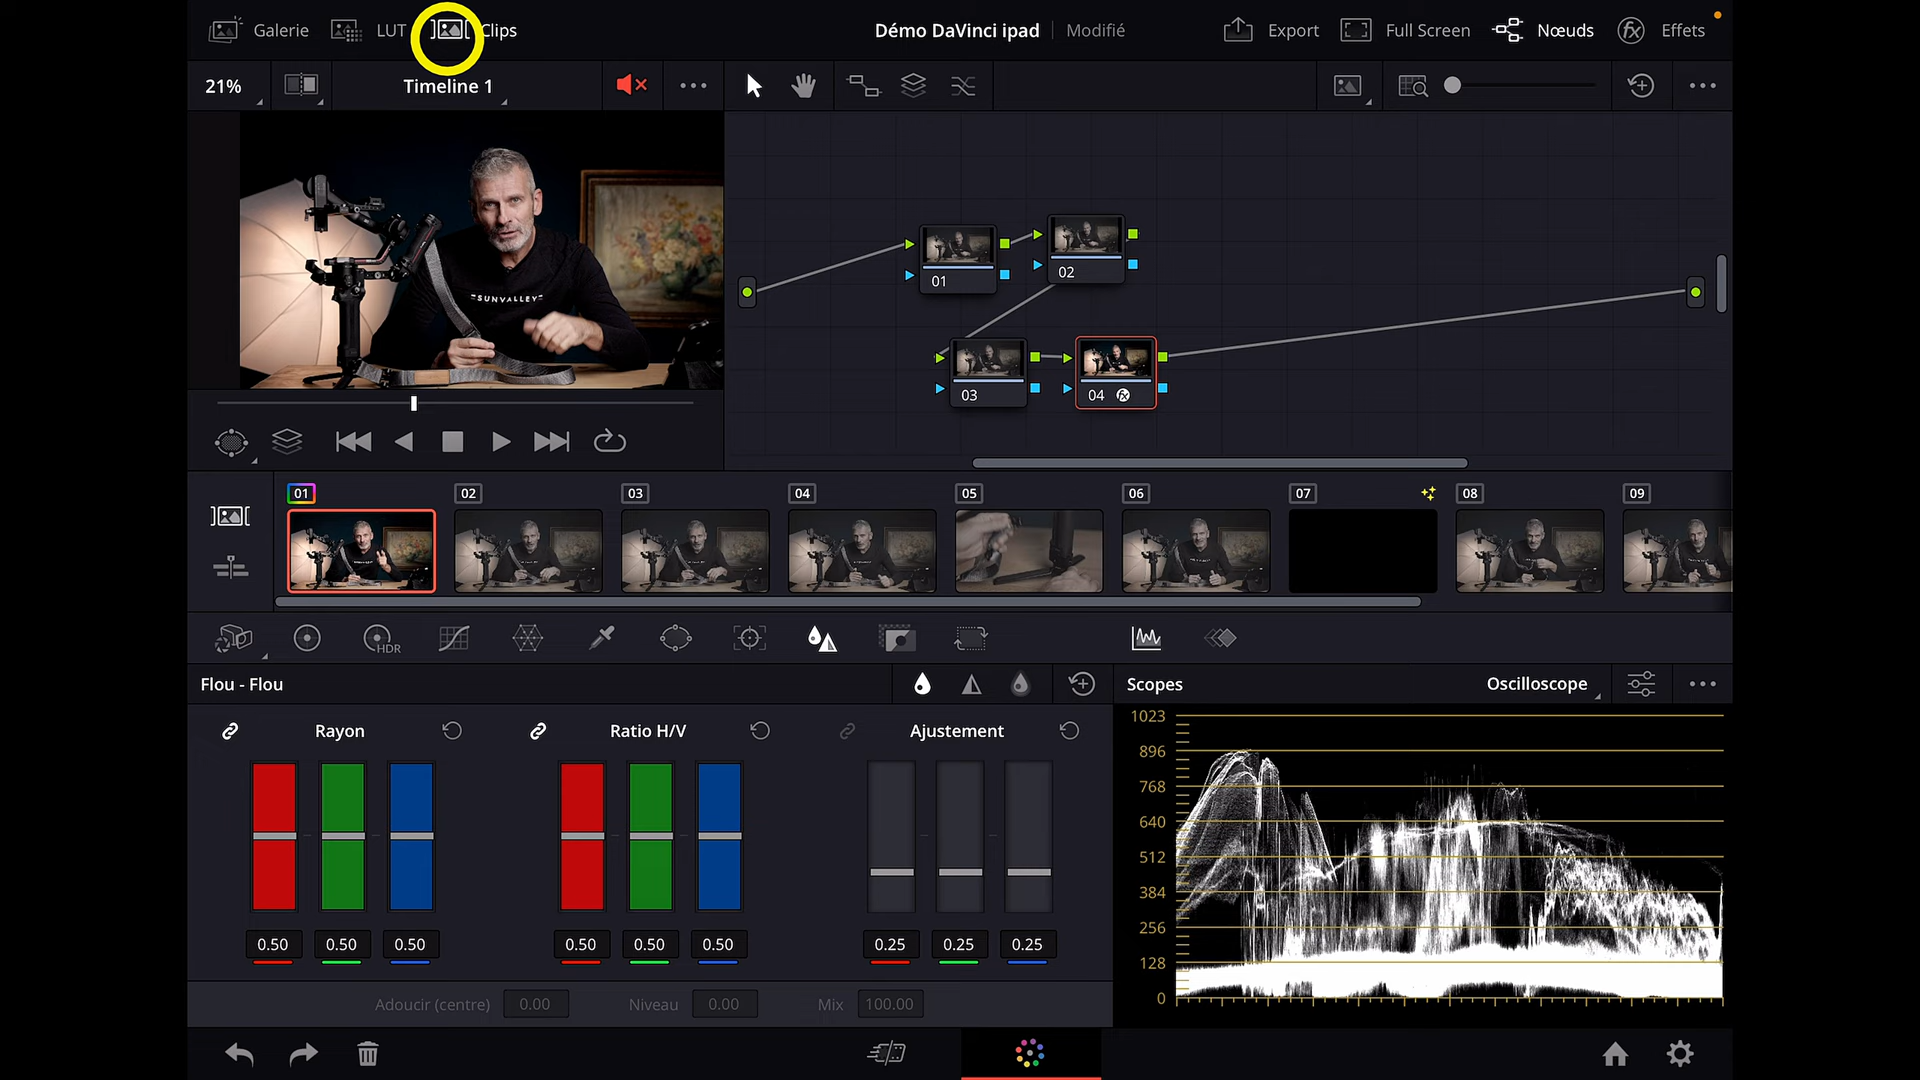 Galerie
LUT
Clips
Démo DaVinci ipad
Modifié
Export
Full Screen
Nœuds
fx
Effets
21%
Timeline 1
SUNVALLEY
01
02
03
04
fx
01
02
03
04
05
06
07
08
09
HDR
Flou - Flou
Scopes
Oscilloscope
Rayon
Ratio H/V
Ajustement
0.50
0.50
0.50
0.50
0.50
0.50
0.25
0.25
0.25
Adoucir (centre)
0.00
Niveau
0.00
Mix
100.00
1023
896
768
640
512
384
256
128
0